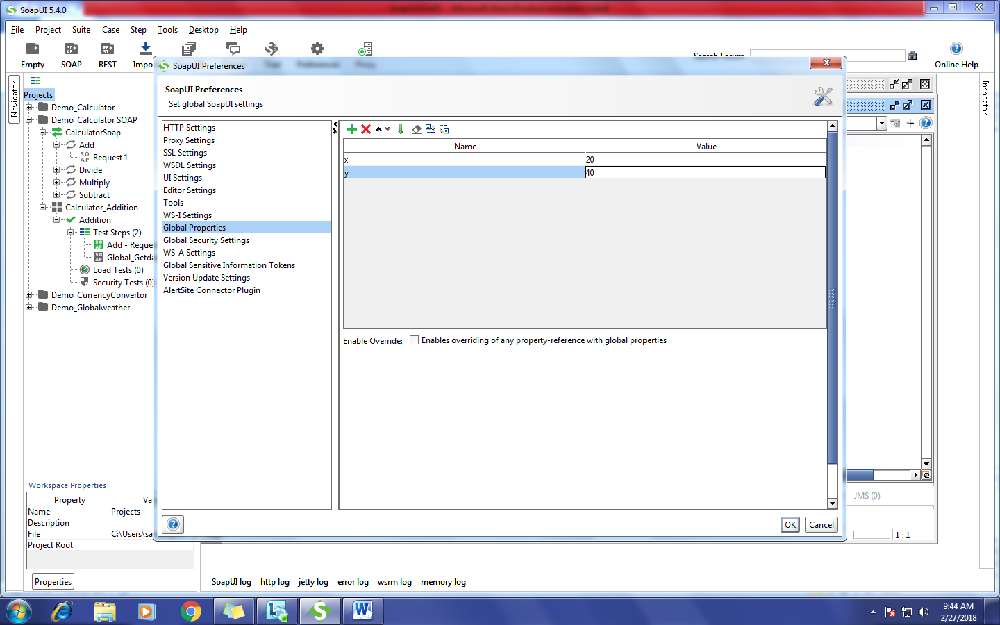 SoapUI 5.4.0
File Project Suite Case Step Tools Desktop Help
Empty SOAP REST Impo Online Help
SoapUI Preferences
SoapUI Preferences
Set global SoapUI settings
Navigator
Inspector
Projects
Demo_Calculator
Demo_Calculator SOAP
CalculatorSoap
Add
Request 1
Divide
Multiply
Subtract
Calculator_Addition
Addition
Test Steps (2)
Add - Reque
Global_Getda
Load Tests (0)
Security Tests (0)
Demo_CurrencyConvertor
Demo_Globalweather
HTTP Settings
Proxy Settings
SSL Settings
WSDL Settings
UI Settings
Editor Settings
Tools
WS-I Settings
Global Properties
Global Security Settings
WS-A Settings
Global Sensitive Information Tokens
Version Update Settings
AlertSite Connector Plugin
Name Value
x 20
y 40
Enable Override: Enables overriding of any property-reference with global properties
Workspace Properties
Property Va
Name Projects
Description
File C:\Users\sa
Project Root
Properties
JMS (0)
OK Cancel
1 : 1
SoapUI log http log jetty log error log wsrm log memory log
9:44 AM
2/27/2018